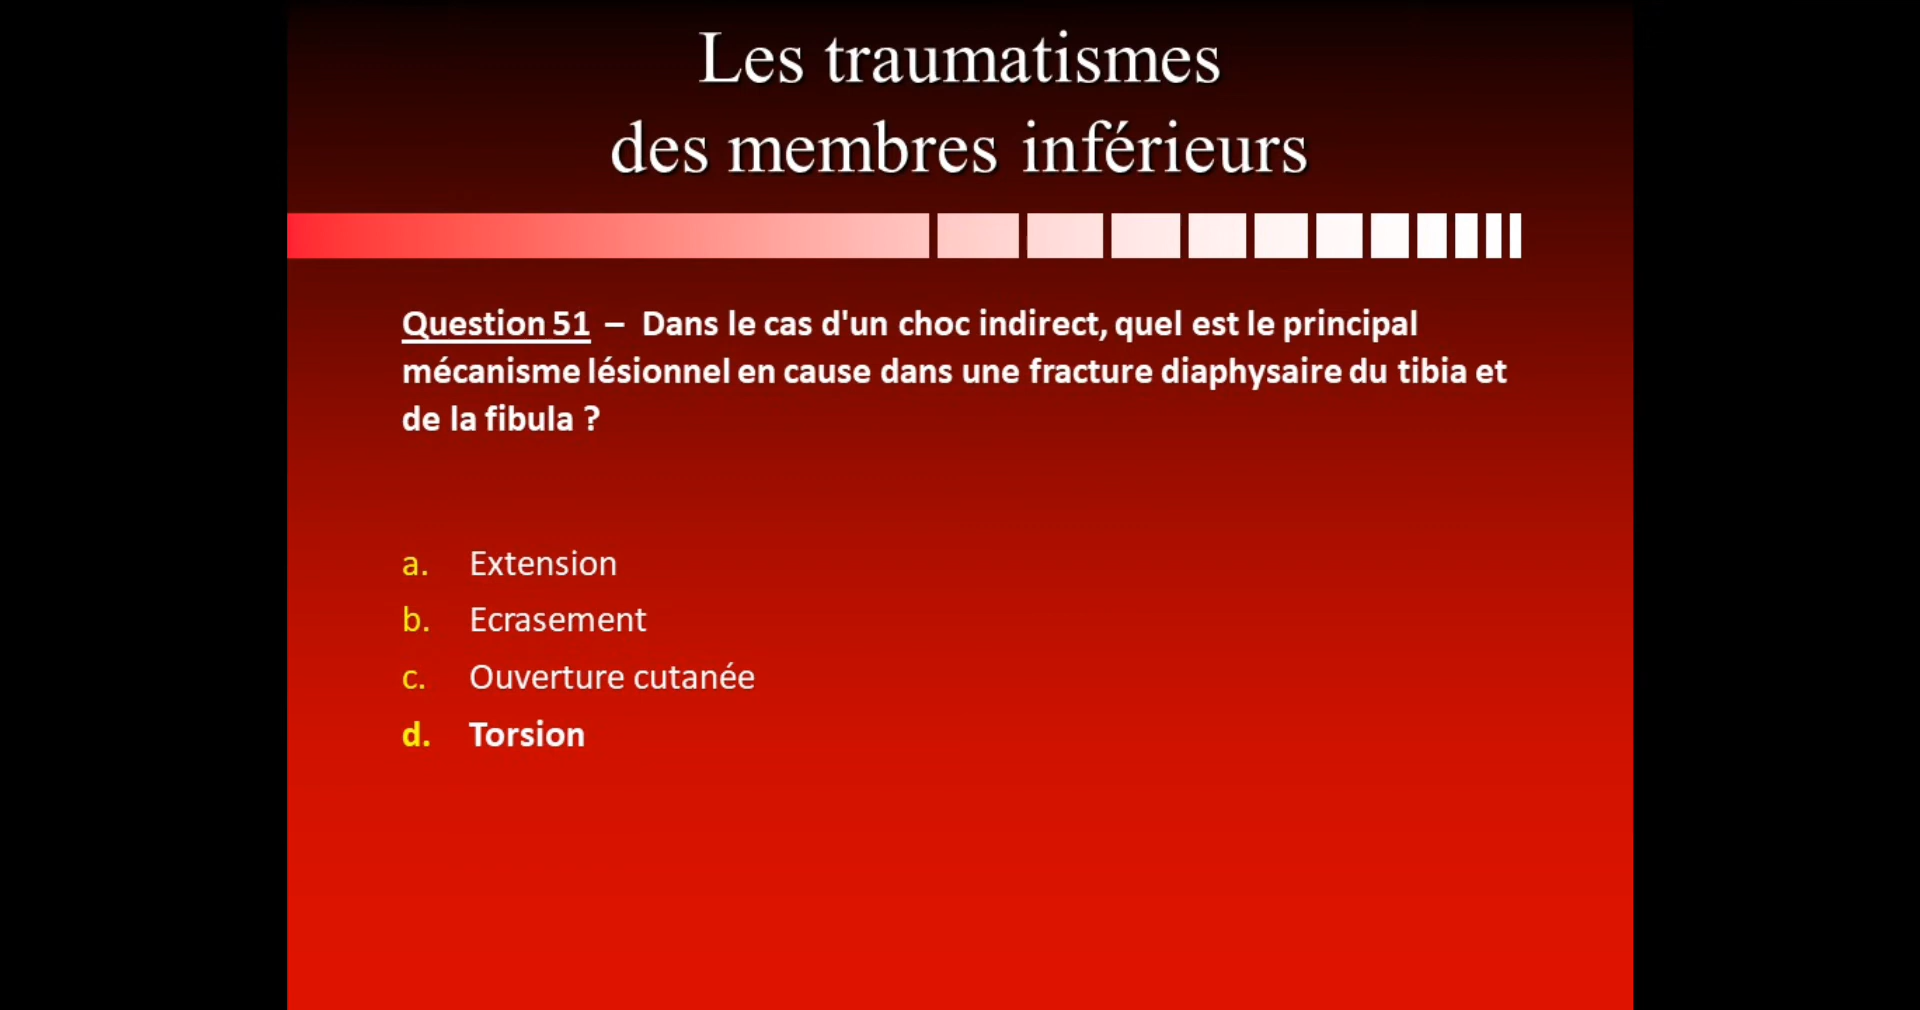 Les traumatismes
des membres inférieurs
Question 51 – Dans le cas d'un choc indirect, quel est le principal
mécanisme lésionnel en cause dans une fracture diaphysaire du tibia et
de la fibula ?
a. Extension
b. Ecrasement
c. Ouverture cutanée
d. Torsion